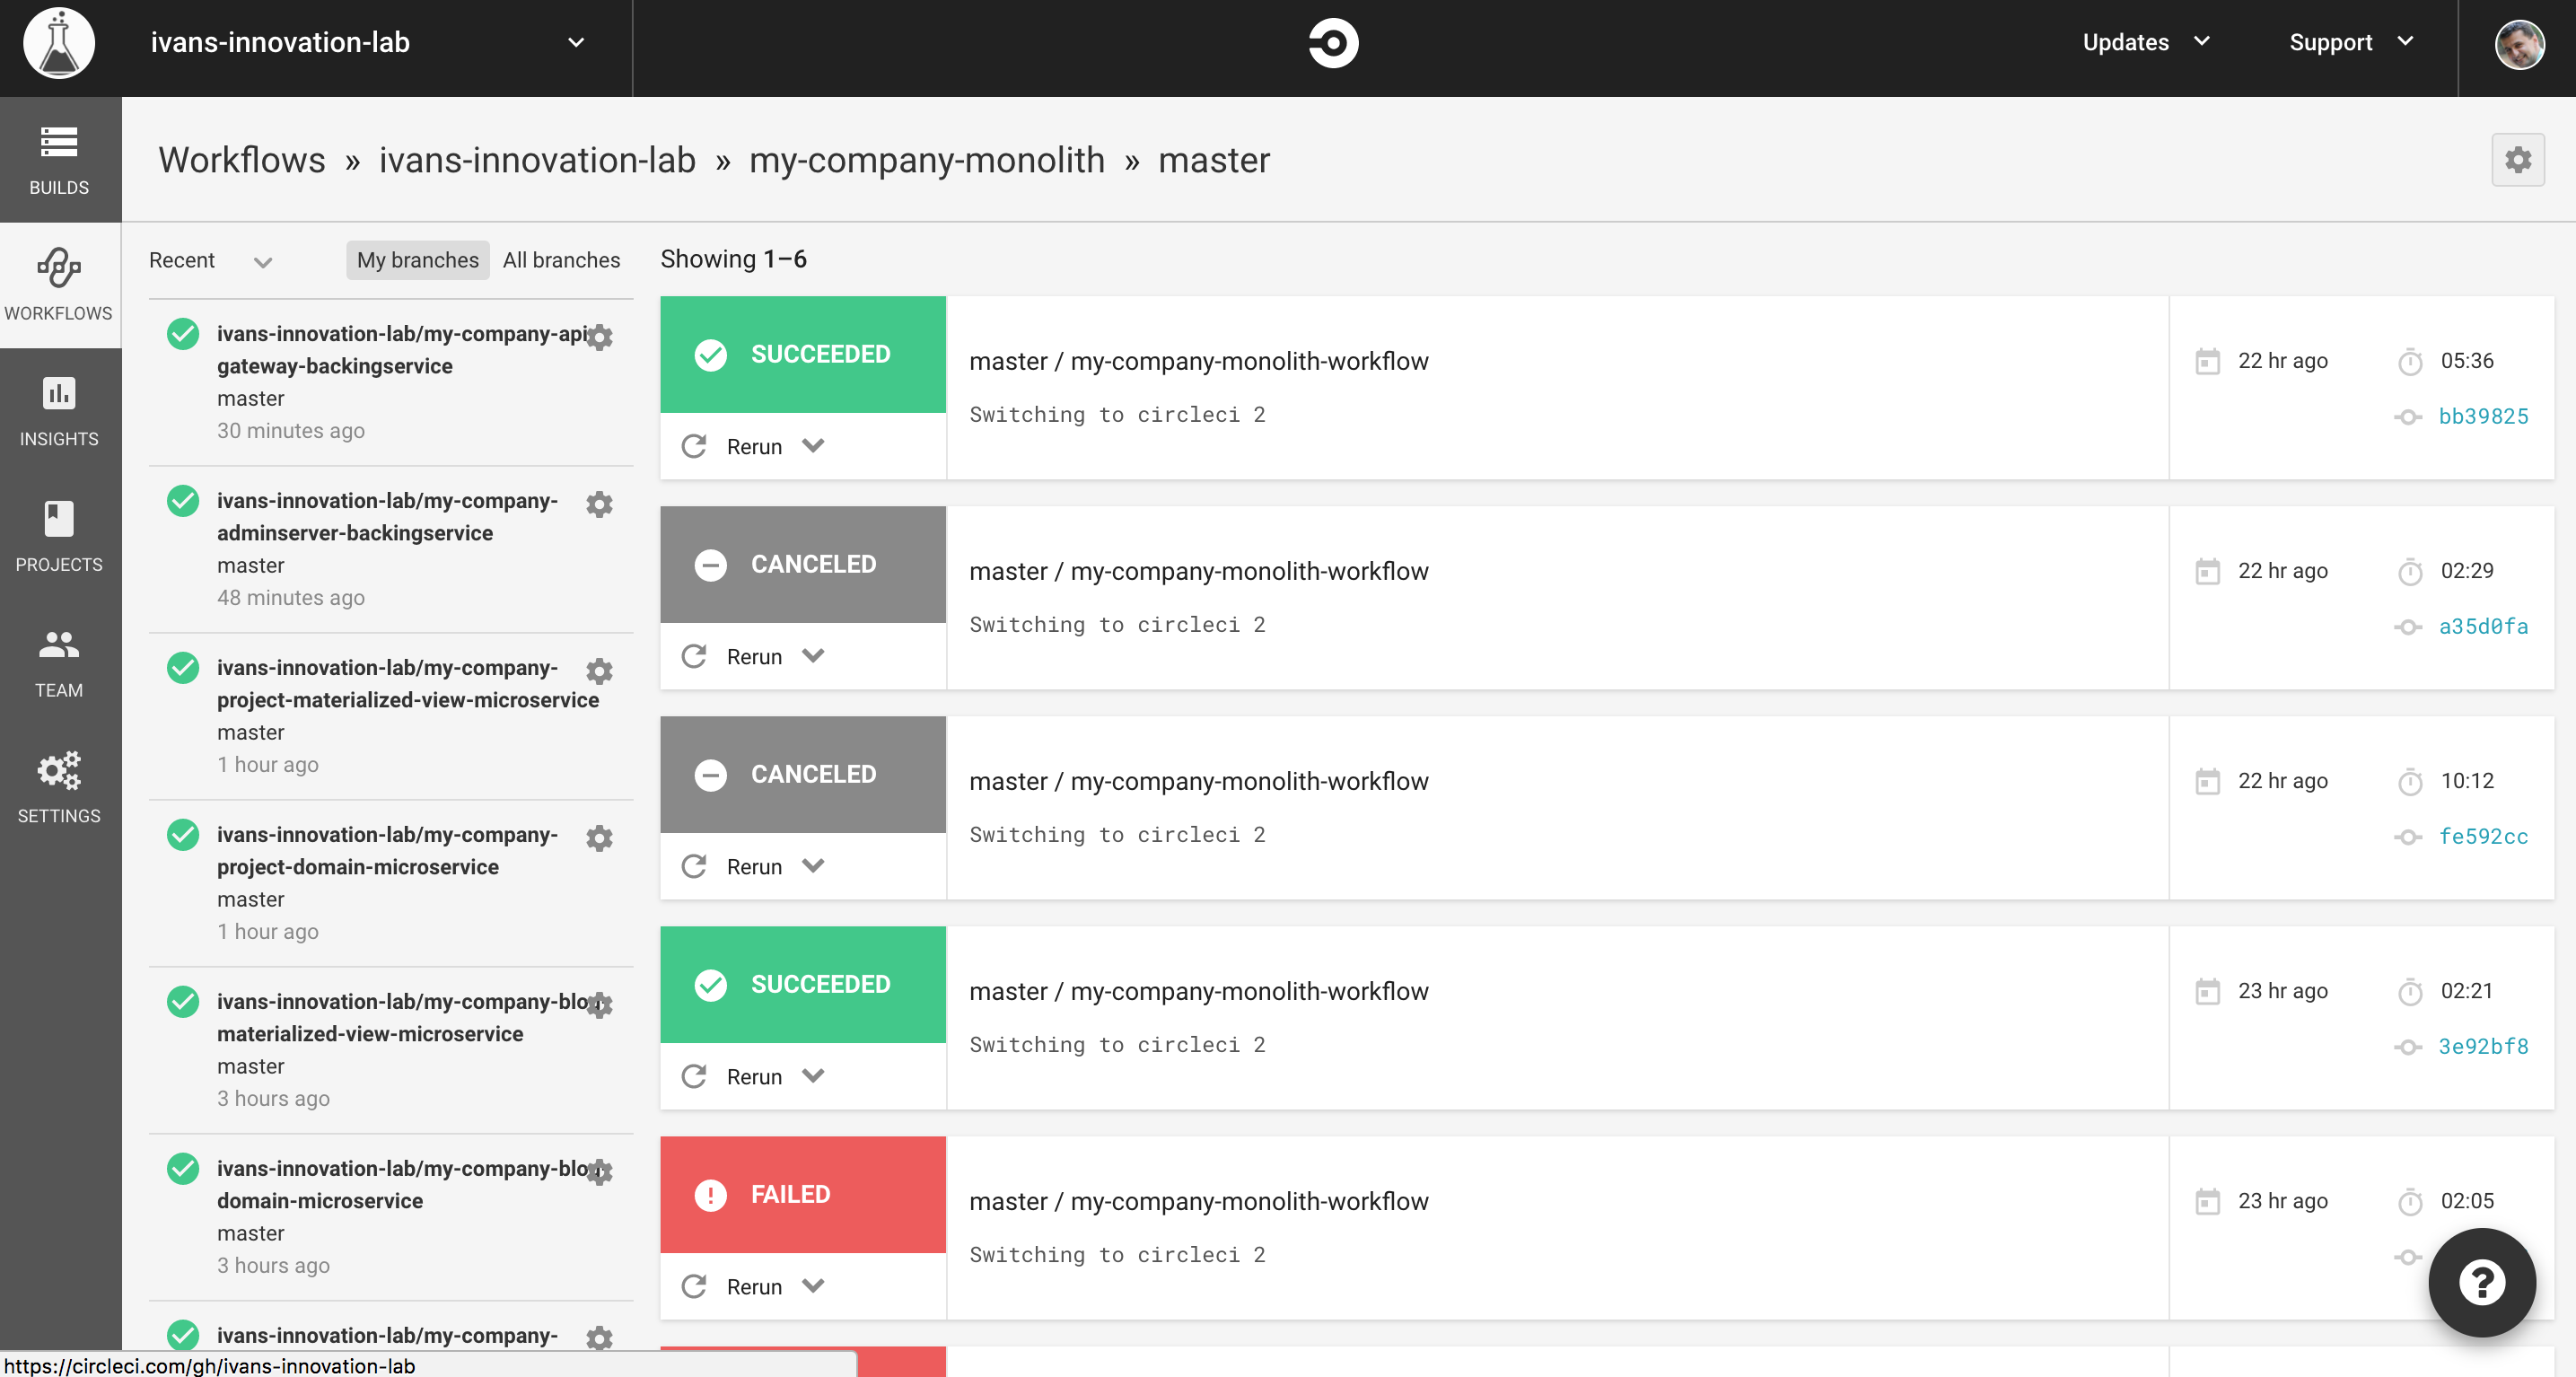 ivans-innovation-lab
Updates
Support
BUILDS
WORKFLOWS
INSIGHTS
PROJECTS
TEAM
SETTINGS
Workflows » ivans-innovation-lab » my-company-monolith » master
Recent
My branches
All branches
ivans-innovation-lab/my-company-api
gateway-backingservice
master
30 minutes ago
ivans-innovation-lab/my-company-
adminserver-backingservice
master
48 minutes ago
ivans-innovation-lab/my-company-
project-materialized-view-microservice
master
1 hour ago
ivans-innovation-lab/my-company-
project-domain-microservice
master
1 hour ago
ivans-innovation-lab/my-company-blog
materialized-view-microservice
master
3 hours ago
ivans-innovation-lab/my-company-blog
domain-microservice
master
3 hours ago
ivans-innovation-lab/my-company-
Showing 1–6
SUCCEEDED
Rerun
master / my-company-monolith-workflow
Switching to circleci 2
22 hr ago
05:36
bb39825
CANCELED
Rerun
master / my-company-monolith-workflow
Switching to circleci 2
22 hr ago
02:29
a35d0fa
CANCELED
Rerun
master / my-company-monolith-workflow
Switching to circleci 2
22 hr ago
10:12
fe592cc
SUCCEEDED
Rerun
master / my-company-monolith-workflow
Switching to circleci 2
23 hr ago
02:21
3e92bf8
FAILED
Rerun
master / my-company-monolith-workflow
Switching to circleci 2
23 hr ago
02:05
?
https://circleci.com/gh/ivans-innovation-lab